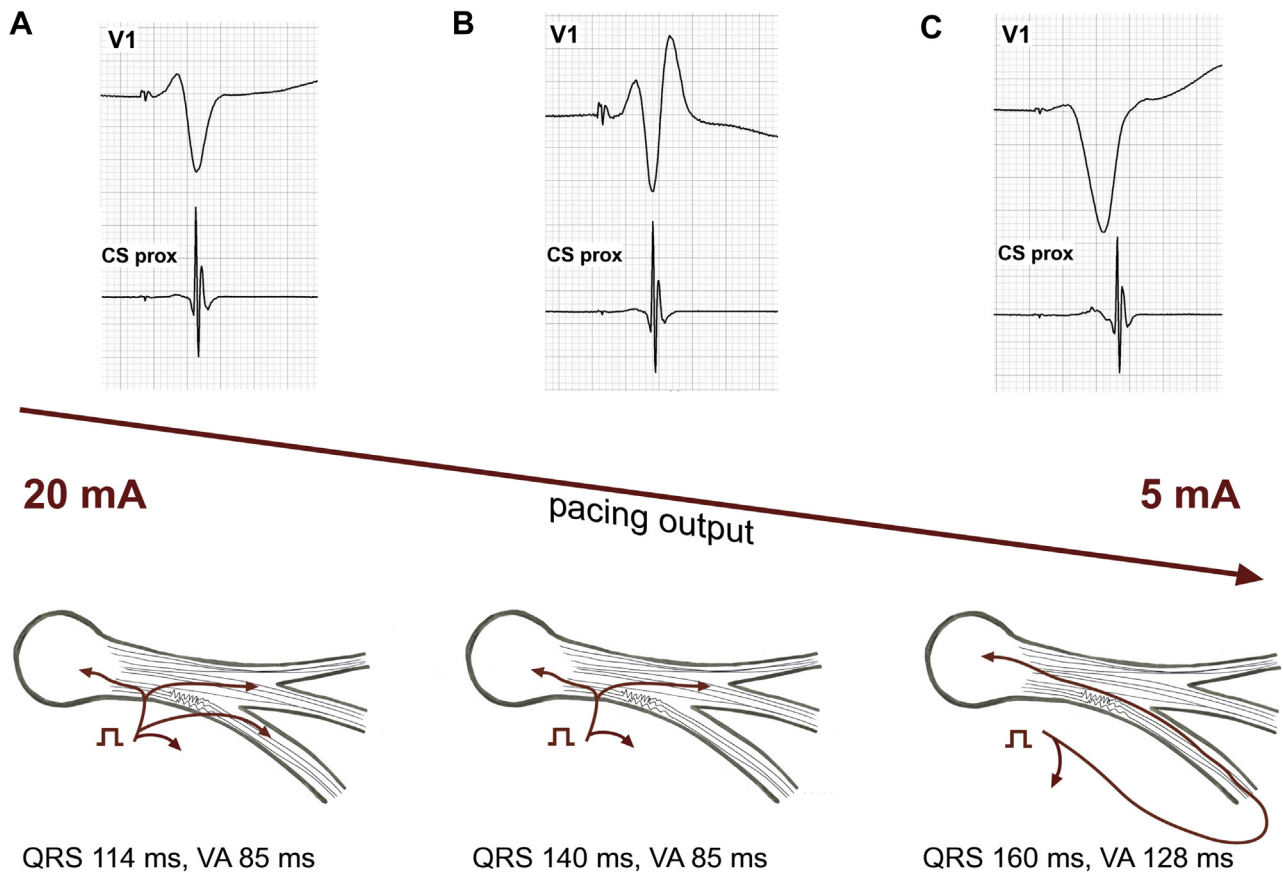 A
V1
CS prox
B
V1
CS prox
C
V1
CS prox
20 mA
pacing output
5 mA
QRS 114 ms, VA 85 ms
QRS 140 ms, VA 85 ms
QRS 160 ms, VA 128 ms